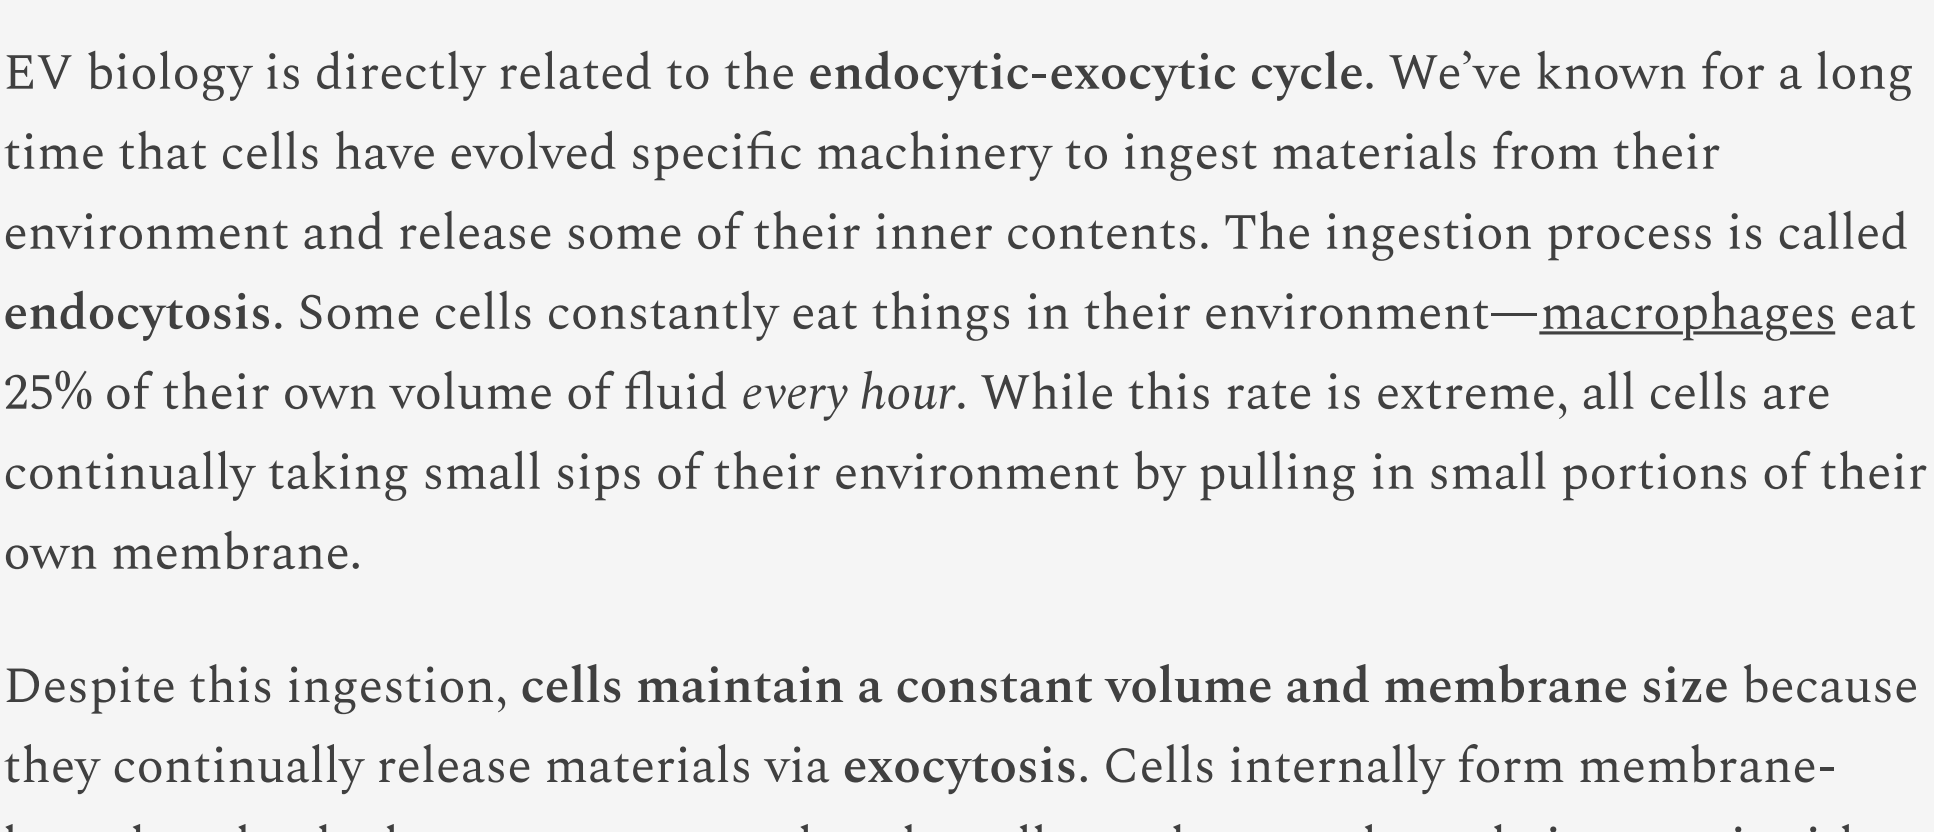 EV biology is directly related to the endocytic-exocytic cycle. We’ve known for a long
time that cells have evolved specific machinery to ingest materials from their
environment and release some of their inner contents. The ingestion process is called
endocytosis. Some cells constantly eat things in their environment—macrophages eat
25% of their own volume of fluid every hour. While this rate is extreme, all cells are
continually taking small sips of their environment by pulling in small portions of their
own membrane.
Despite this ingestion, cells maintain a constant volume and membrane size because
they continually release materials via exocytosis. Cells internally form membrane-